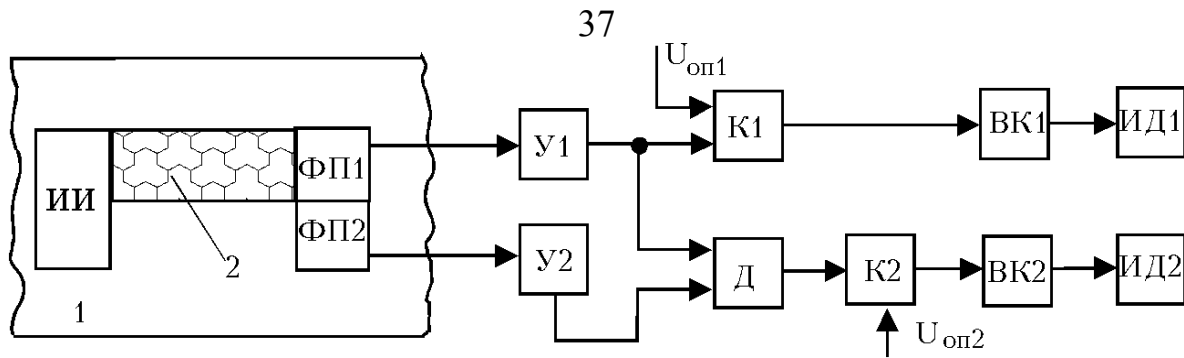 37
U оп1
У1
К1
ВК1
ИД1
ИИ
ФП1
ФП2
2
У2
Д
К2
ВК2
ИД2
1
U оп2